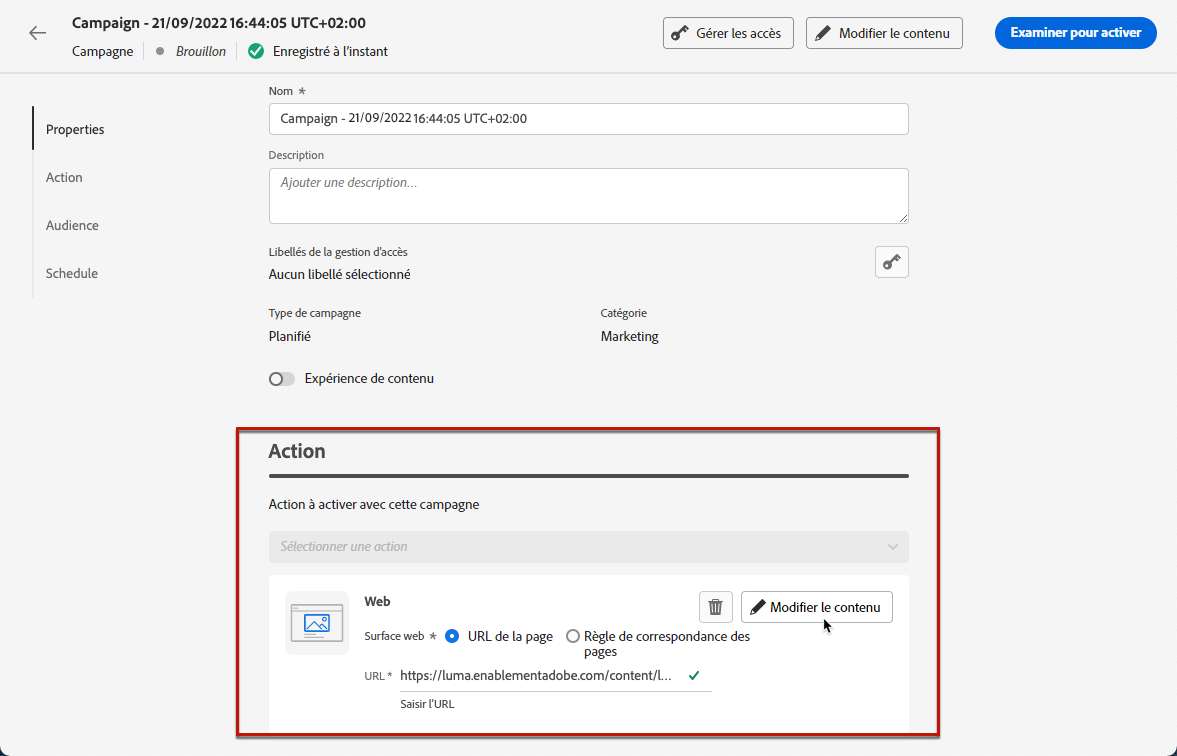 Campaign - 21/09/2022 16:44:05 UTC+02:00
Gérer les accès
Modifier le contenu
Examiner pour activer
Campagne
Brouillon
Enregistré à l'instant
Properties
Action
Audience
Schedule
Nom *
Campaign - 21/09/2022 16:44:05 UTC+02:00
Description
Ajouter une description...
Libellés de la gestion d'accès
Aucun libellé sélectionné
Type de campagne
Catégorie
Planifié
Marketing
Expérience de contenu
Action
Action à activer avec cette campagne
Sélectionner une action
Web
Modifier le contenu
Surface web *
URL de la page
Règle de correspondance des
pages
URL *
https://luma.enablementadobe.com/content/l...
Saisir l'URL